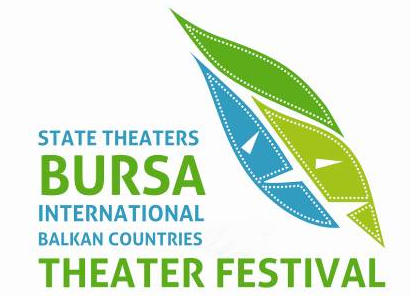 STATE THEATERS
BURSA
INTERNATIONAL
BALKAN COUNTRIES
THEATER FESTIVAL